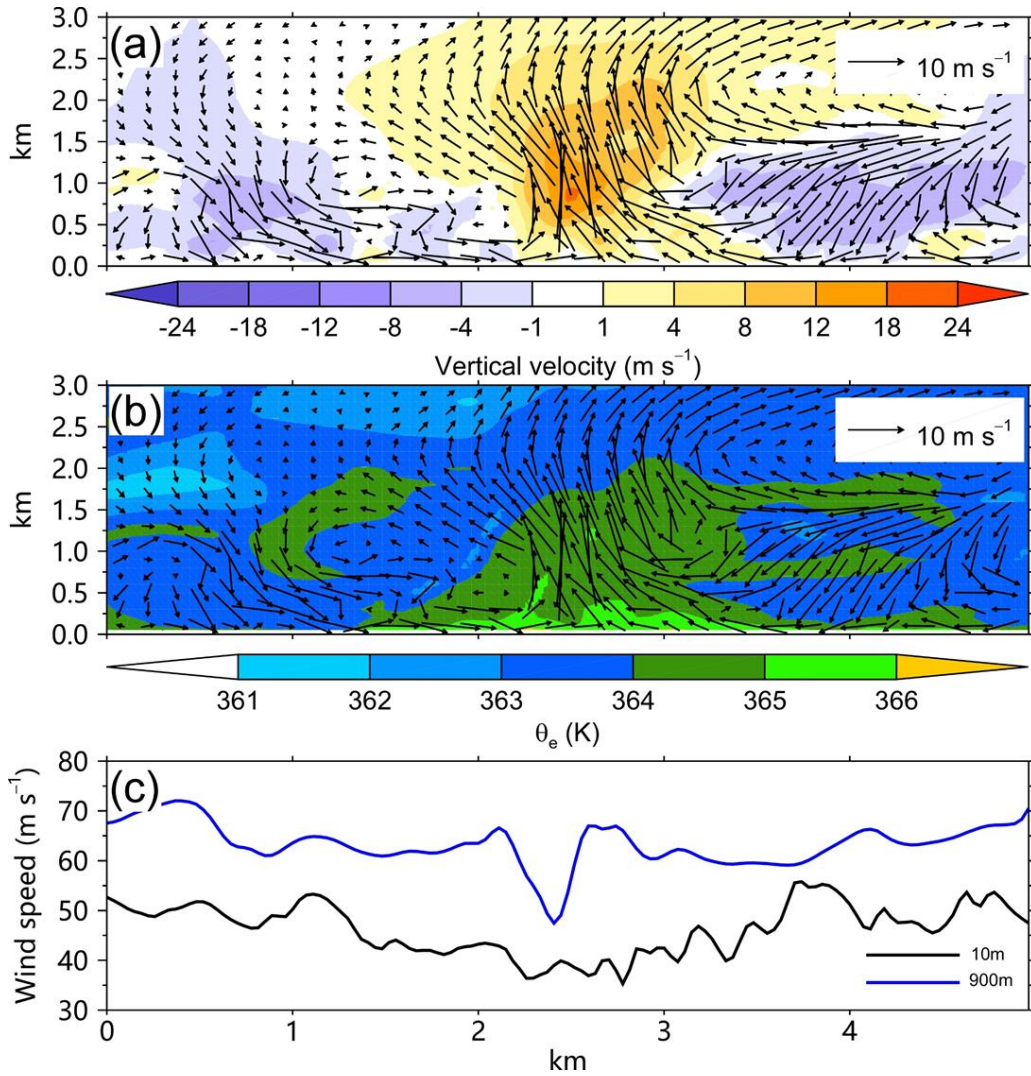 (a)
3.0
2.5
2.0
1.5
1.0
0.5
0.0
km
10 m s⁻¹
-24 -18 -12 -8 -4 -1 1 4 8 12 18 24
Vertical velocity (m s⁻¹)
(b)
3.0
2.5
2.0
1.5
1.0
0.5
0.0
km
10 m s⁻¹
361 362 363 364 365 366
θe (K)
(c)
80
70
60
50
40
30
Wind speed (m s⁻¹)
10m
900m
0 1 2 3 4
km